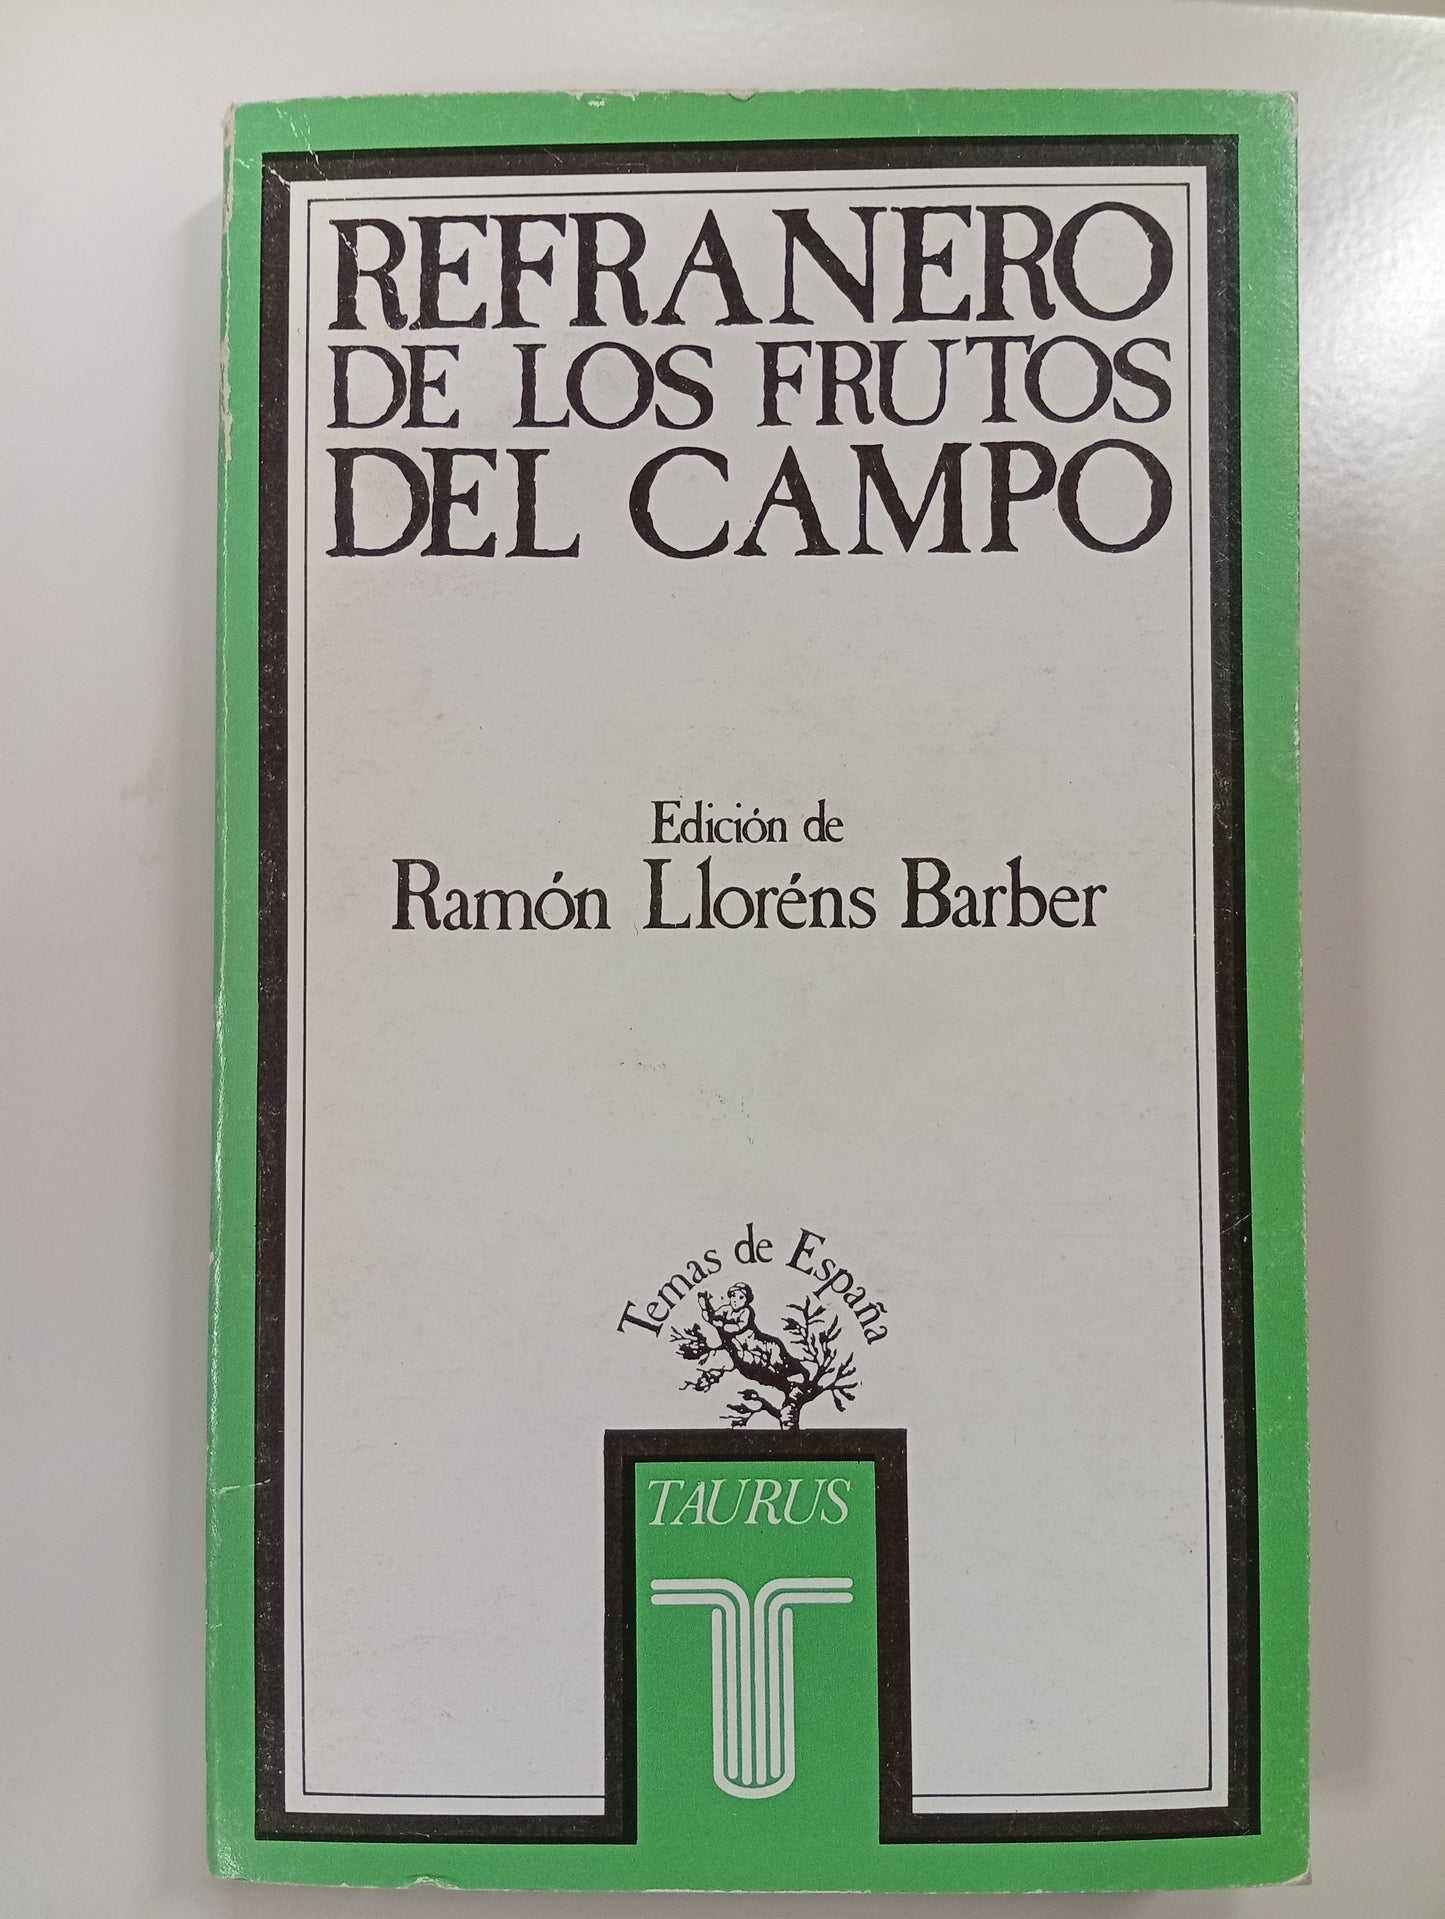 REFRANERO
DE LOS FRUTOS
DEL CAMPO
Edición de
Ramón Lloréns Barber
Temas de España
TAURUS